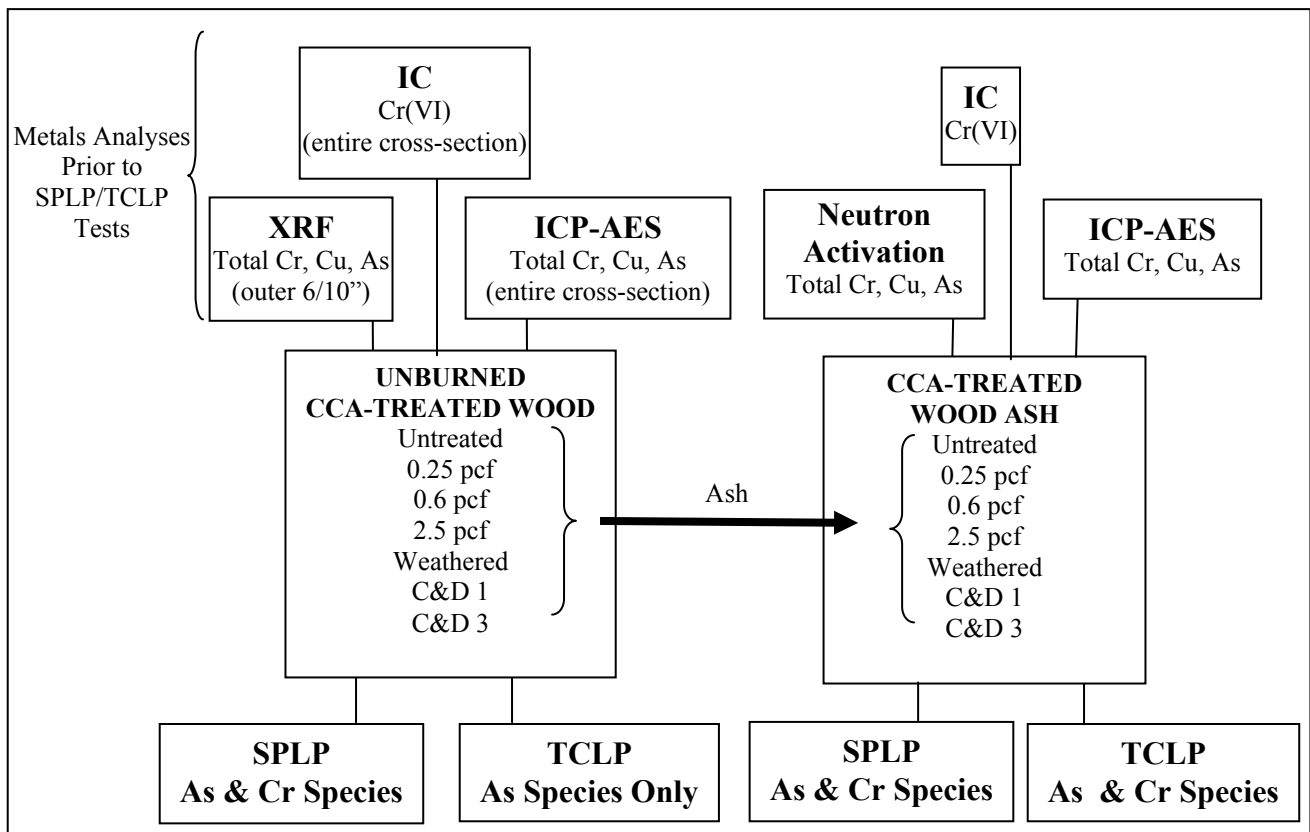 Metals Analyses
Prior to
SPLP/TCLP
Tests
IC
Cr(VI)
(entire cross-section)
XRF
Total Cr, Cu, As
(outer 6/10”)
ICP-AES
Total Cr, Cu, As
(entire cross-section)
IC
Cr(VI)
Neutron
Activation
Total Cr, Cu, As
ICP-AES
Total Cr, Cu, As
UNBURNED
CCA-TREATED WOOD
Untreated
0.25 pcf
0.6 pcf
2.5 pcf
Weathered
C&D 1
C&D 3
Ash
CCA-TREATED
WOOD ASH
Untreated
0.25 pcf
0.6 pcf
2.5 pcf
Weathered
C&D 1
C&D 3
SPLP
As & Cr Species
TCLP
As Species Only
SPLP
As & Cr Species
TCLP
As & Cr Species